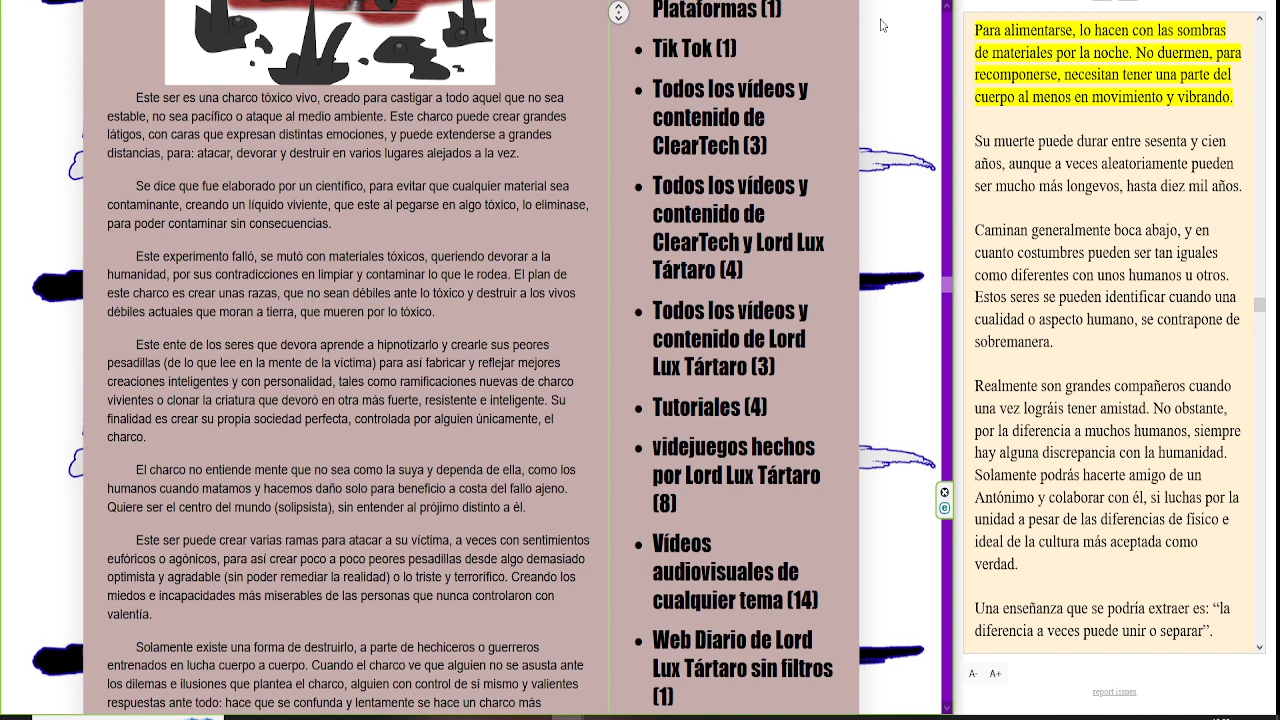 Este ser es una charco tóxico vivo, creado para castigar a todo aquel que no sea
estable, no sea pacífico o ataque al medio ambiente. Este charco puede crear grandes
látigos, con caras que expresan distintas emociones, y puede extenderse a grandes
distancias, para: atacar, devorar y destruir en varios lugares alejados a la vez.
Se dice que fue elaborado por un científico, para evitar que cualquier material sea
contaminante, creando un líquido viviente, que este al pegarse en algo tóxico, lo eliminase,
para poder contaminar sin consecuencias.
Este experimento falló, se mutó con materiales tóxicos, queriendo devorar a la
humanidad, por sus contradicciones en limpiar y contaminar lo que le rodea. El plan de
este charco es crear unas razas, que no sean débiles ante lo tóxico y destruir a los vivos
débiles actuales que moran a tierra, que mueren por lo tóxico.
Este ente de los seres que devora aprende a hipnotizarlo y crearle sus peores
pesadillas (de lo que lee en la mente de la víctima) para así fabricar y reflejar mejores
creaciones inteligentes y con personalidad, tales como ramificaciones nuevas de charco
vivientes o clonar la criatura que devoró en otra más fuerte, resistente e inteligente. Su
finalidad es crear su propia sociedad perfecta, controlada por alguien únicamente, el
charco.
El charco no entiende mente que no sea como la suya y dependa de ella, como los
humanos cuando matamos y hacemos daño solo para beneficio a costa del fallo ajeno.
Quiere ser el centro del mundo (solipsista), sin entender al prójimo distinto a él.
Este ser puede crear varias ramas para atacar a su víctima, a veces con sentimientos
eufóricos o agónicos, para así crear poco a poco peores pesadillas desde algo demasiado
optimista y agradable (sin poder remediar la realidad) o lo triste y terrorífico. Creando los
miedos e incapacidades más miserables de las personas que nunca controlaron con
valentía.
Solamente existe una forma de destruirlo, a parte de hechiceros o guerreros
entrenados en lucha cuerpo a cuerpo. Cuando el charco ve que alguien no se asusta ante
los dilemas e ilusiones que plantea el charco, alguien con control de sí mismo y valientes
respuestas ante todo: hace que se confunda y lentamente se hace un charco más
Plataformas (1)
Tik Tok (1)
Todos los vídeos y
contenido de
ClearTech (3)
Todos los vídeos y
contenido de
ClearTech y Lord Lux
Tártaro (4)
Todos los vídeos y
contenido de Lord
Lux Tártaro (3)
Tutoriales (4)
videjuegos hechos
por Lord Lux Tártaro
(8)
Vídeos
audiovisuales de
cualquier tema (14)
Web Diario de Lord
Lux Tártaro sin filtros
(1)
Para alimentarse, lo hacen con las sombras
de materiales por la noche. No duermen, para
recomponerse, necesitan tener una parte del
cuerpo al menos en movimiento y vibrando.
Su muerte puede durar entre sesenta y cien
años, aunque a veces aleatoriamente pueden
ser mucho más longevos, hasta diez mil años.
Caminan generalmente boca abajo, y en
cuanto costumbres pueden ser tan iguales
como diferentes con unos humanos u otros.
Estos seres se pueden identificar cuando una
cualidad o aspecto humano, se contrapone de
sobremanera.
Realmente son grandes compañeros cuando
una vez lográis tener amistad. No obstante,
por la diferencia a muchos humanos, siempre
hay alguna discrepancia con la humanidad.
Solamente podrás hacerte amigo de un
Antónimo y colaborar con él, si luchas por la
unidad a pesar de las diferencias de físico e
ideal de la cultura más aceptada como
verdad.
Una enseñanza que se podría extraer es: “la
diferencia a veces puede unir o separar”.
A- A+
report issues